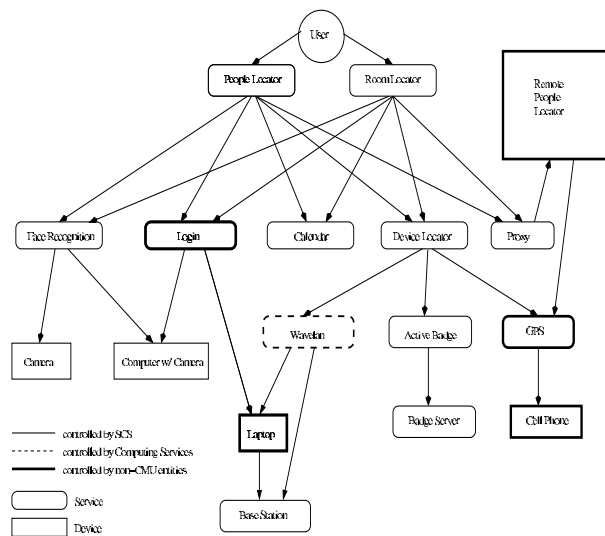 User
People Locator
Room Locator
Remote
People
Locator
Face Recognition
Login
Calendar
Device Locator
Proxy
Wavelan
Active Badge
GPS
Camera
Computer w/ Camera
Laptop
Badge Server
Cell Phone
controlled by SCS
controlled by Computing Services
controlled by non-CMU entities
Service
Base Station
Device